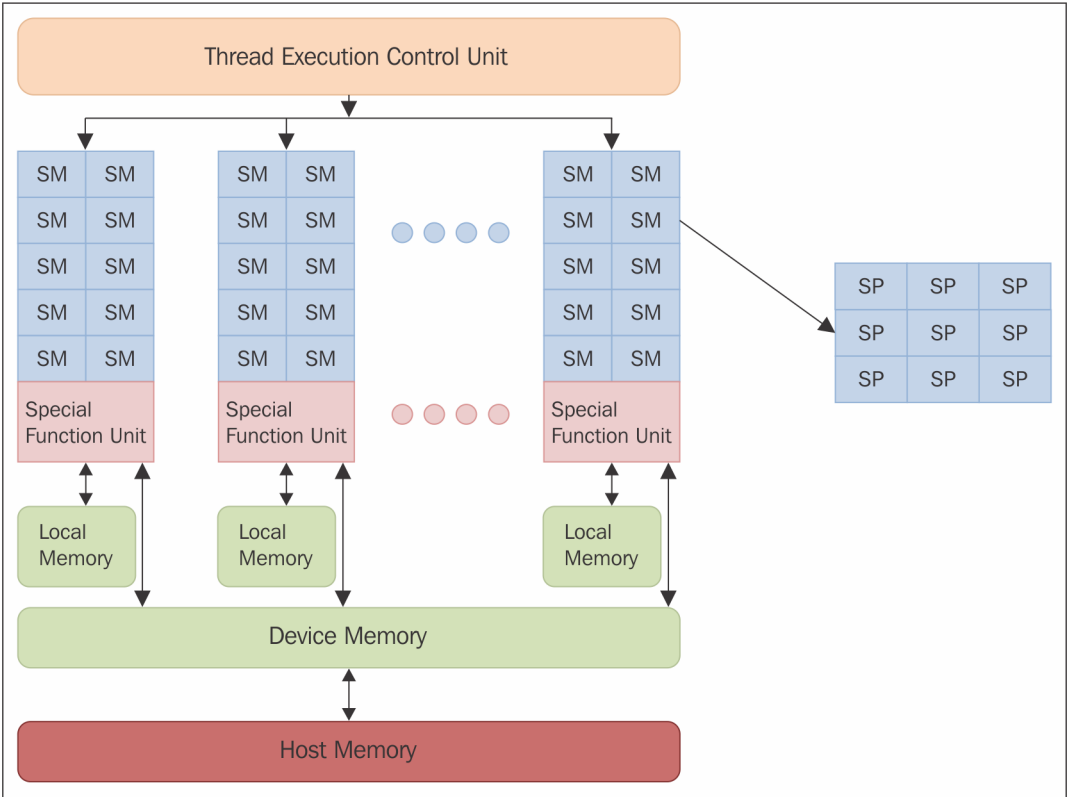 Thread Execution Control Unit
SM SM SM SM SM SM
SM SM SM SM SM SM
SM SM SM SM SM SM
SM SM SM SM SM SM
SM SM SM SM SM SM
SP SP SP
SP SP SP
SP SP SP
Special
Function Unit
Special
Function Unit
Special
Function Unit
Local
Memory
Local
Memory
Local
Memory
Device Memory
Host Memory